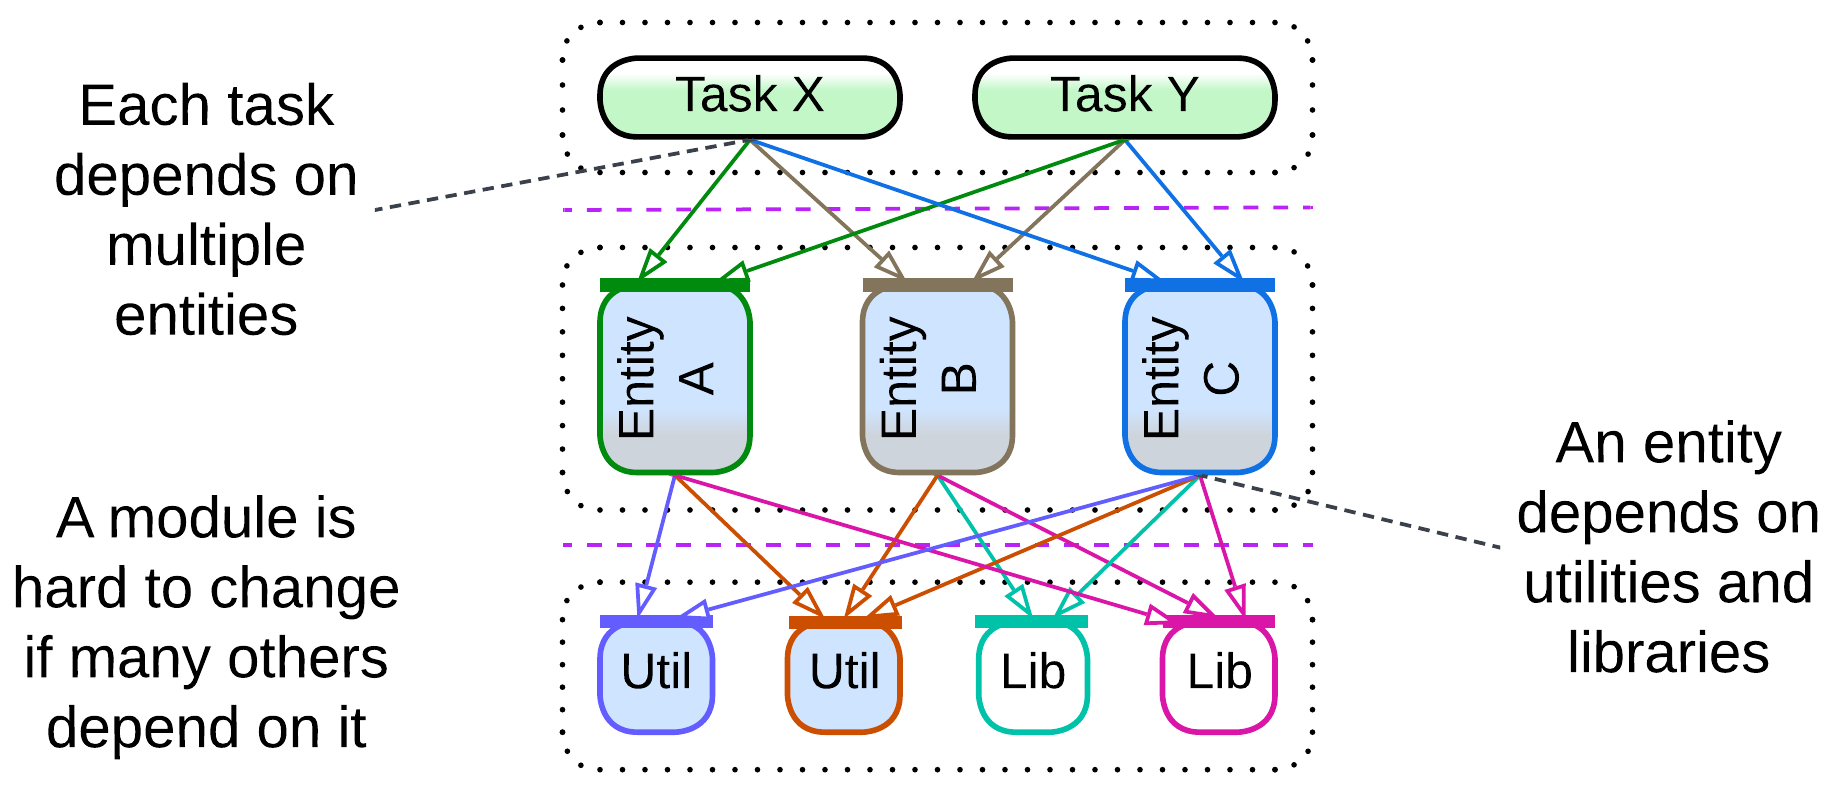 Task X
Task Y
Each task
depends on
multiple
entities
Entity
A
Entity
B
Entity
C
An entity
depends on
utilities and
libraries
A module is
hard to change
if many others
depend on it
Util
Util
Lib
Lib